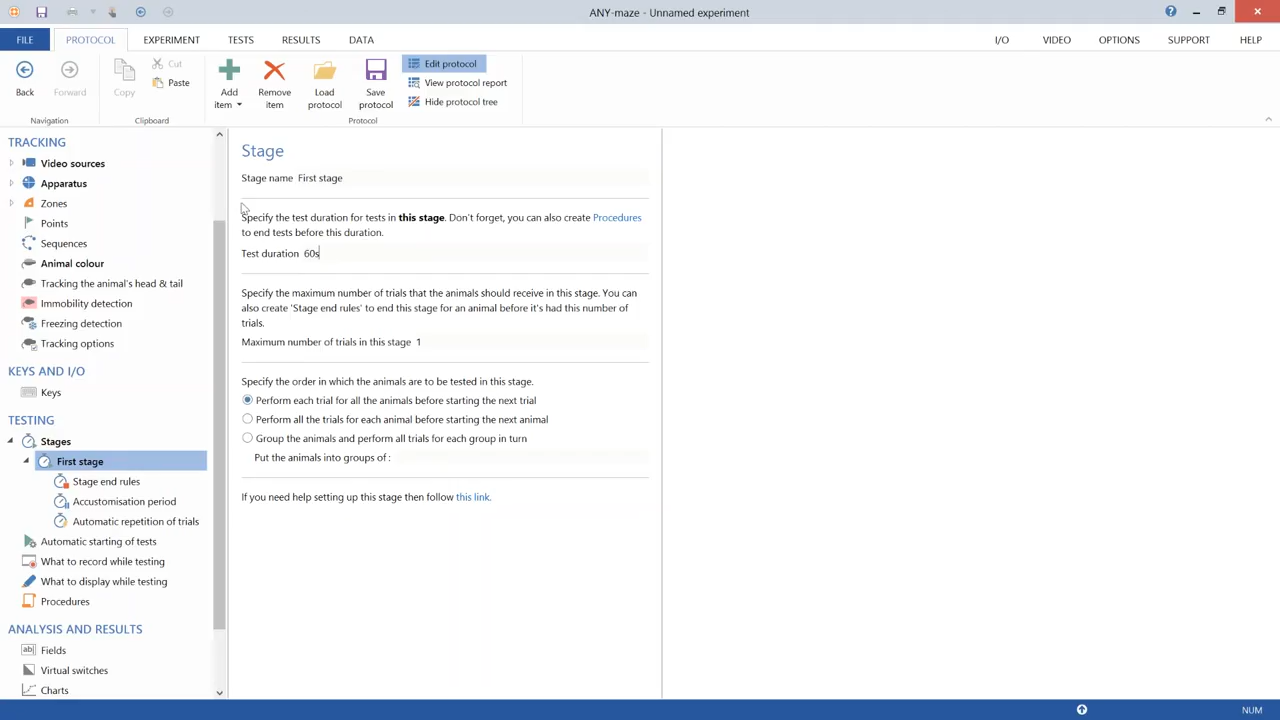 ANY-maze - Unnamed experiment
FILE PROTOCOL EXPERIMENT TESTS RESULTS DATA I/O VIDEO OPTIONS SUPPORT HELP
Back
Forward
Navigation
Copy
Cut
Paste
Clipboard
Add item
Remove item
Load protocol
Save protocol
Edit protocol
View protocol report
Hide protocol tree
Protocol
TRACKING
Video sources
Apparatus
Zones
Points
Sequences
Animal colour
Tracking the animal's head & tail
Immobility detection
Freezing detection
Tracking options
KEYS AND I/O
Keys
TESTING
Stages
First stage
Stage end rules
Accustomisation period
Automatic repetition of trials
Automatic starting of tests
What to record while testing
What to display while testing
Procedures
ANALYSIS AND RESULTS
Fields
Virtual switches
Charts
Stage
Stage name First stage
Specify the test duration for tests in this stage. Don't forget, you can also create Procedures
to end tests before this duration.
Test duration 60s
Specify the maximum number of trials that the animals should receive in this stage. You can
also create 'Stage end rules' to end this stage for an animal before it's had this number of
trials.
Maximum number of trials in this stage 1
Specify the order in which the animals are to be tested in this stage.
Perform each trial for all the animals before starting the next trial
Perform all the trials for each animal before starting the next animal
Group the animals and perform all trials for each group in turn
Put the animals into groups of :
If you need help setting up this stage then follow this link.
NUM